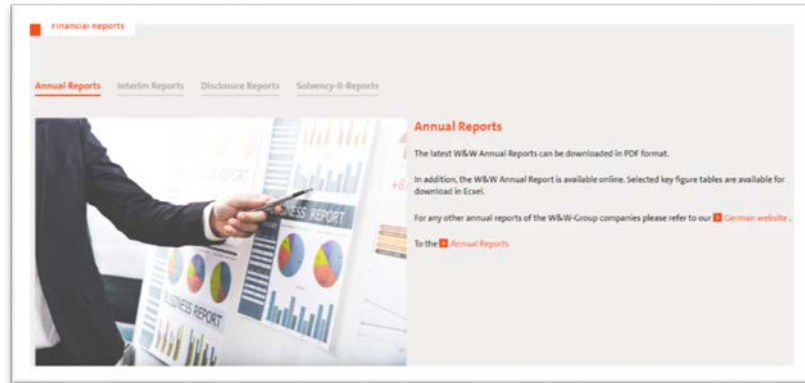 Financial Reports
Annual Reports
Interim Reports
Disclosure Reports
Solvency-II-Reports
Annual Reports
The latest W&W Annual Reports can be downloaded in PDF format.
In addition, the W&W Annual Report is available online. Selected key figure tables are available for
download in Ecxel.
For any other annual reports of the W&W-Group companies please refer to our German website .
To the Annual Reports
BUSINESS REPORT